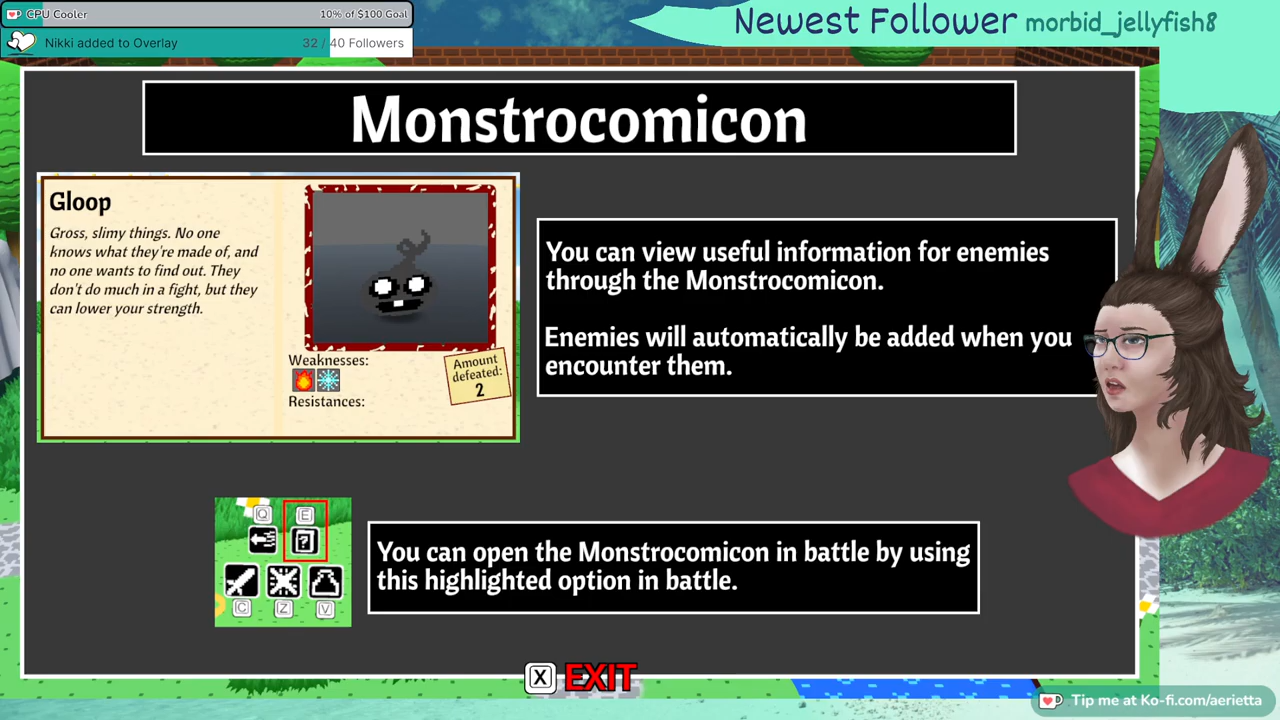 CPU Cooler 10% of $100 Goal
Nikki added to Overlay 32 / 40 Followers
Newest Follower morbid_jellyfish8
Monstrocomicon
Gloop
Gross, slimy things. No one
knows what they're made of, and
no one wants to find out. They
don't do much in a fight, but they
can lower your strength.
Weaknesses:
Resistances:
Amount
defeated:
2
You can view useful information for enemies
through the Monstrocomicon.
Enemies will automatically be added when you
encounter them.
Q E
C Z V
You can open the Monstrocomicon in battle by using
this highlighted option in battle.
X EXIT
Tip me at Ko-fi.com/aerietta